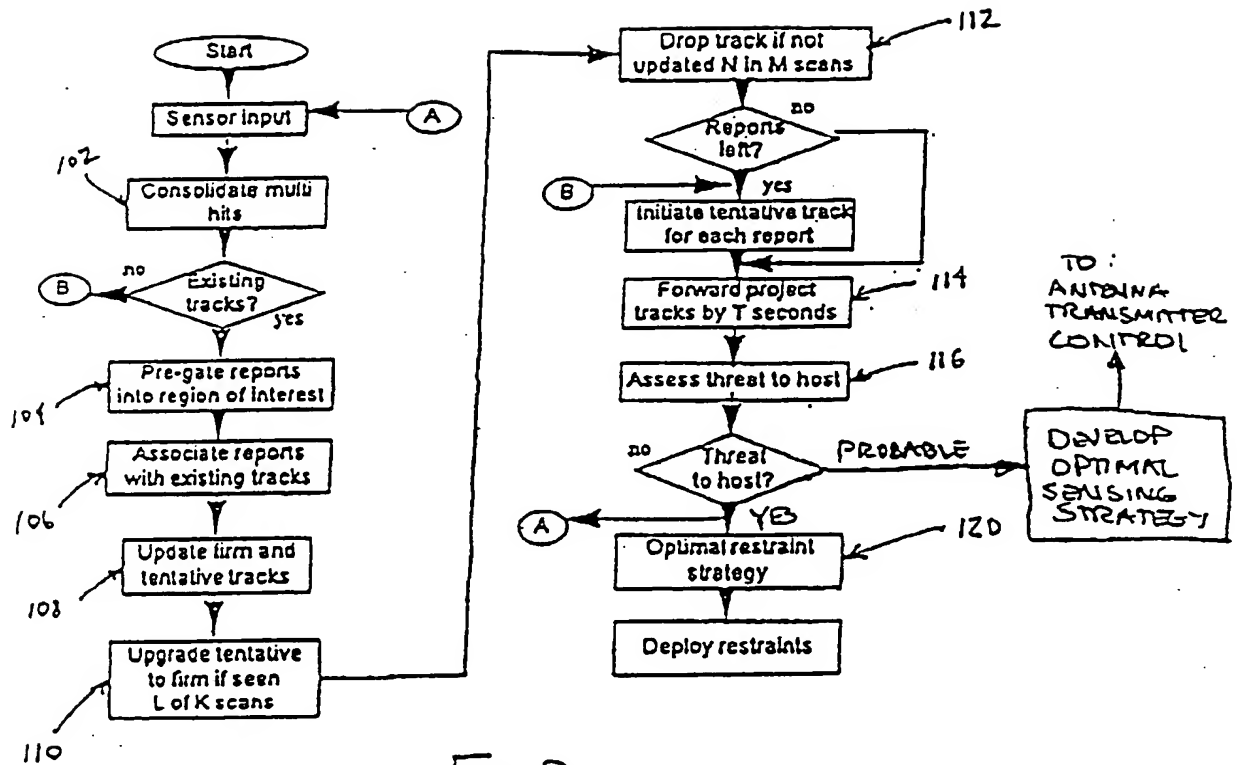 Start
Sensor input
A
102
Consolidate multi
hits
no
B
Existing
tracks?
yes
Pre-gate reports
into region of interest
104
Associate reports
with existing tracks
106
Update firm and
tentative tracks
108
Upgrade tentative
to firm if seen
L of K scans
110
112
Drop track if not
updated N in M scans
no
Reports
left?
B
yes
Initiate tentative track
for each report
Forward project
tracks by T seconds
114
Assess threat to host
116
no
Threat
to host?
PROBABLE
A
YES
Optimal restraint
strategy
120
Deploy restraints
TO:
ANTENNA
TRANSMITTER
CONTROL
DEVELOP
OPTIMAL
SENSING
STRATEGY